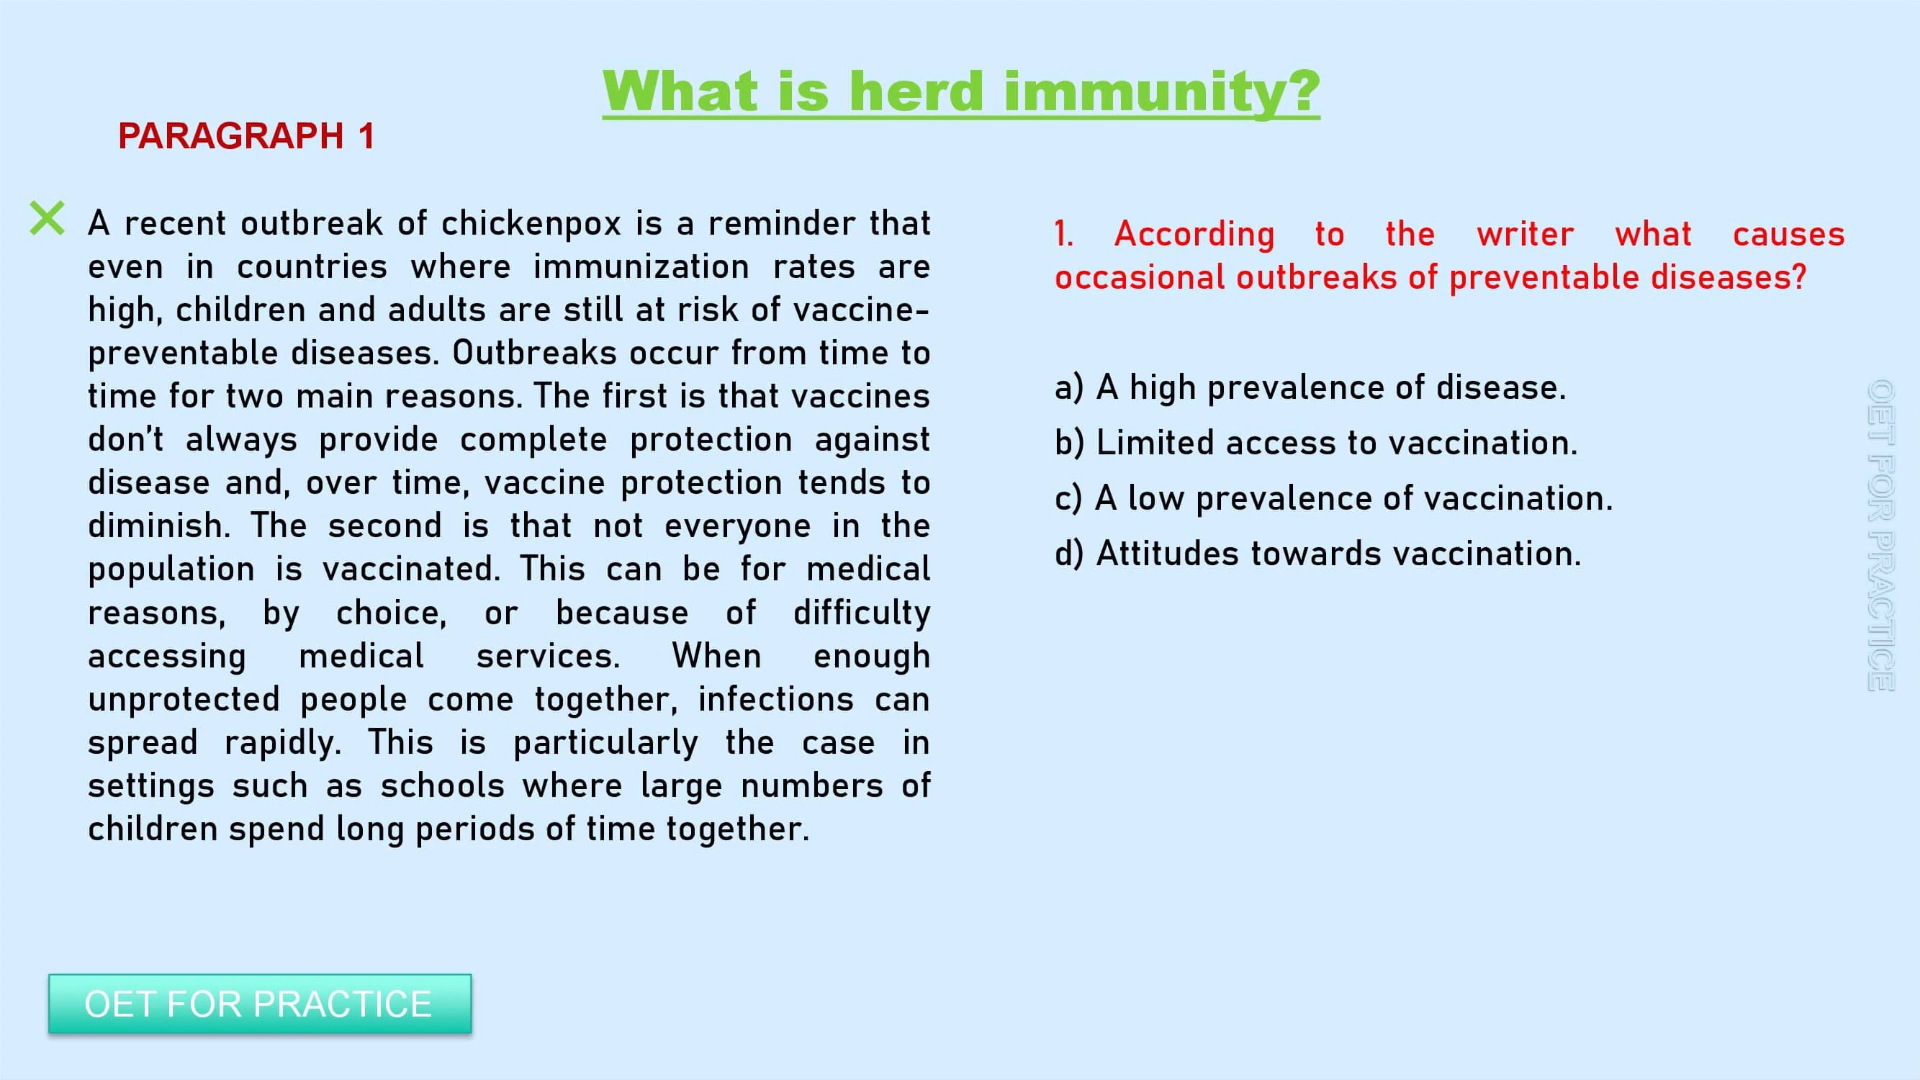 What is herd immunity?
PARAGRAPH 1
A recent outbreak of chickenpox is a reminder that
even in countries where immunization rates are
high, children and adults are still at risk of vaccine-
preventable diseases. Outbreaks occur from time to
time for two main reasons. The first is that vaccines
don't always provide complete protection against
disease and, over time, vaccine protection tends to
diminish. The second is that not everyone in the
population is vaccinated. This can be for medical
reasons, by choice, or because of difficulty
accessing medical services. When enough
unprotected people come together, infections can
spread rapidly. This is particularly the case in
settings such as schools where large numbers of
children spend long periods of time together.
1. According to the writer what causes
occasional outbreaks of preventable diseases?
a) A high prevalence of disease.
b) Limited access to vaccination.
c) A low prevalence of vaccination.
d) Attitudes towards vaccination.
OET FOR PRACTICE
OET FOR PRACTICE